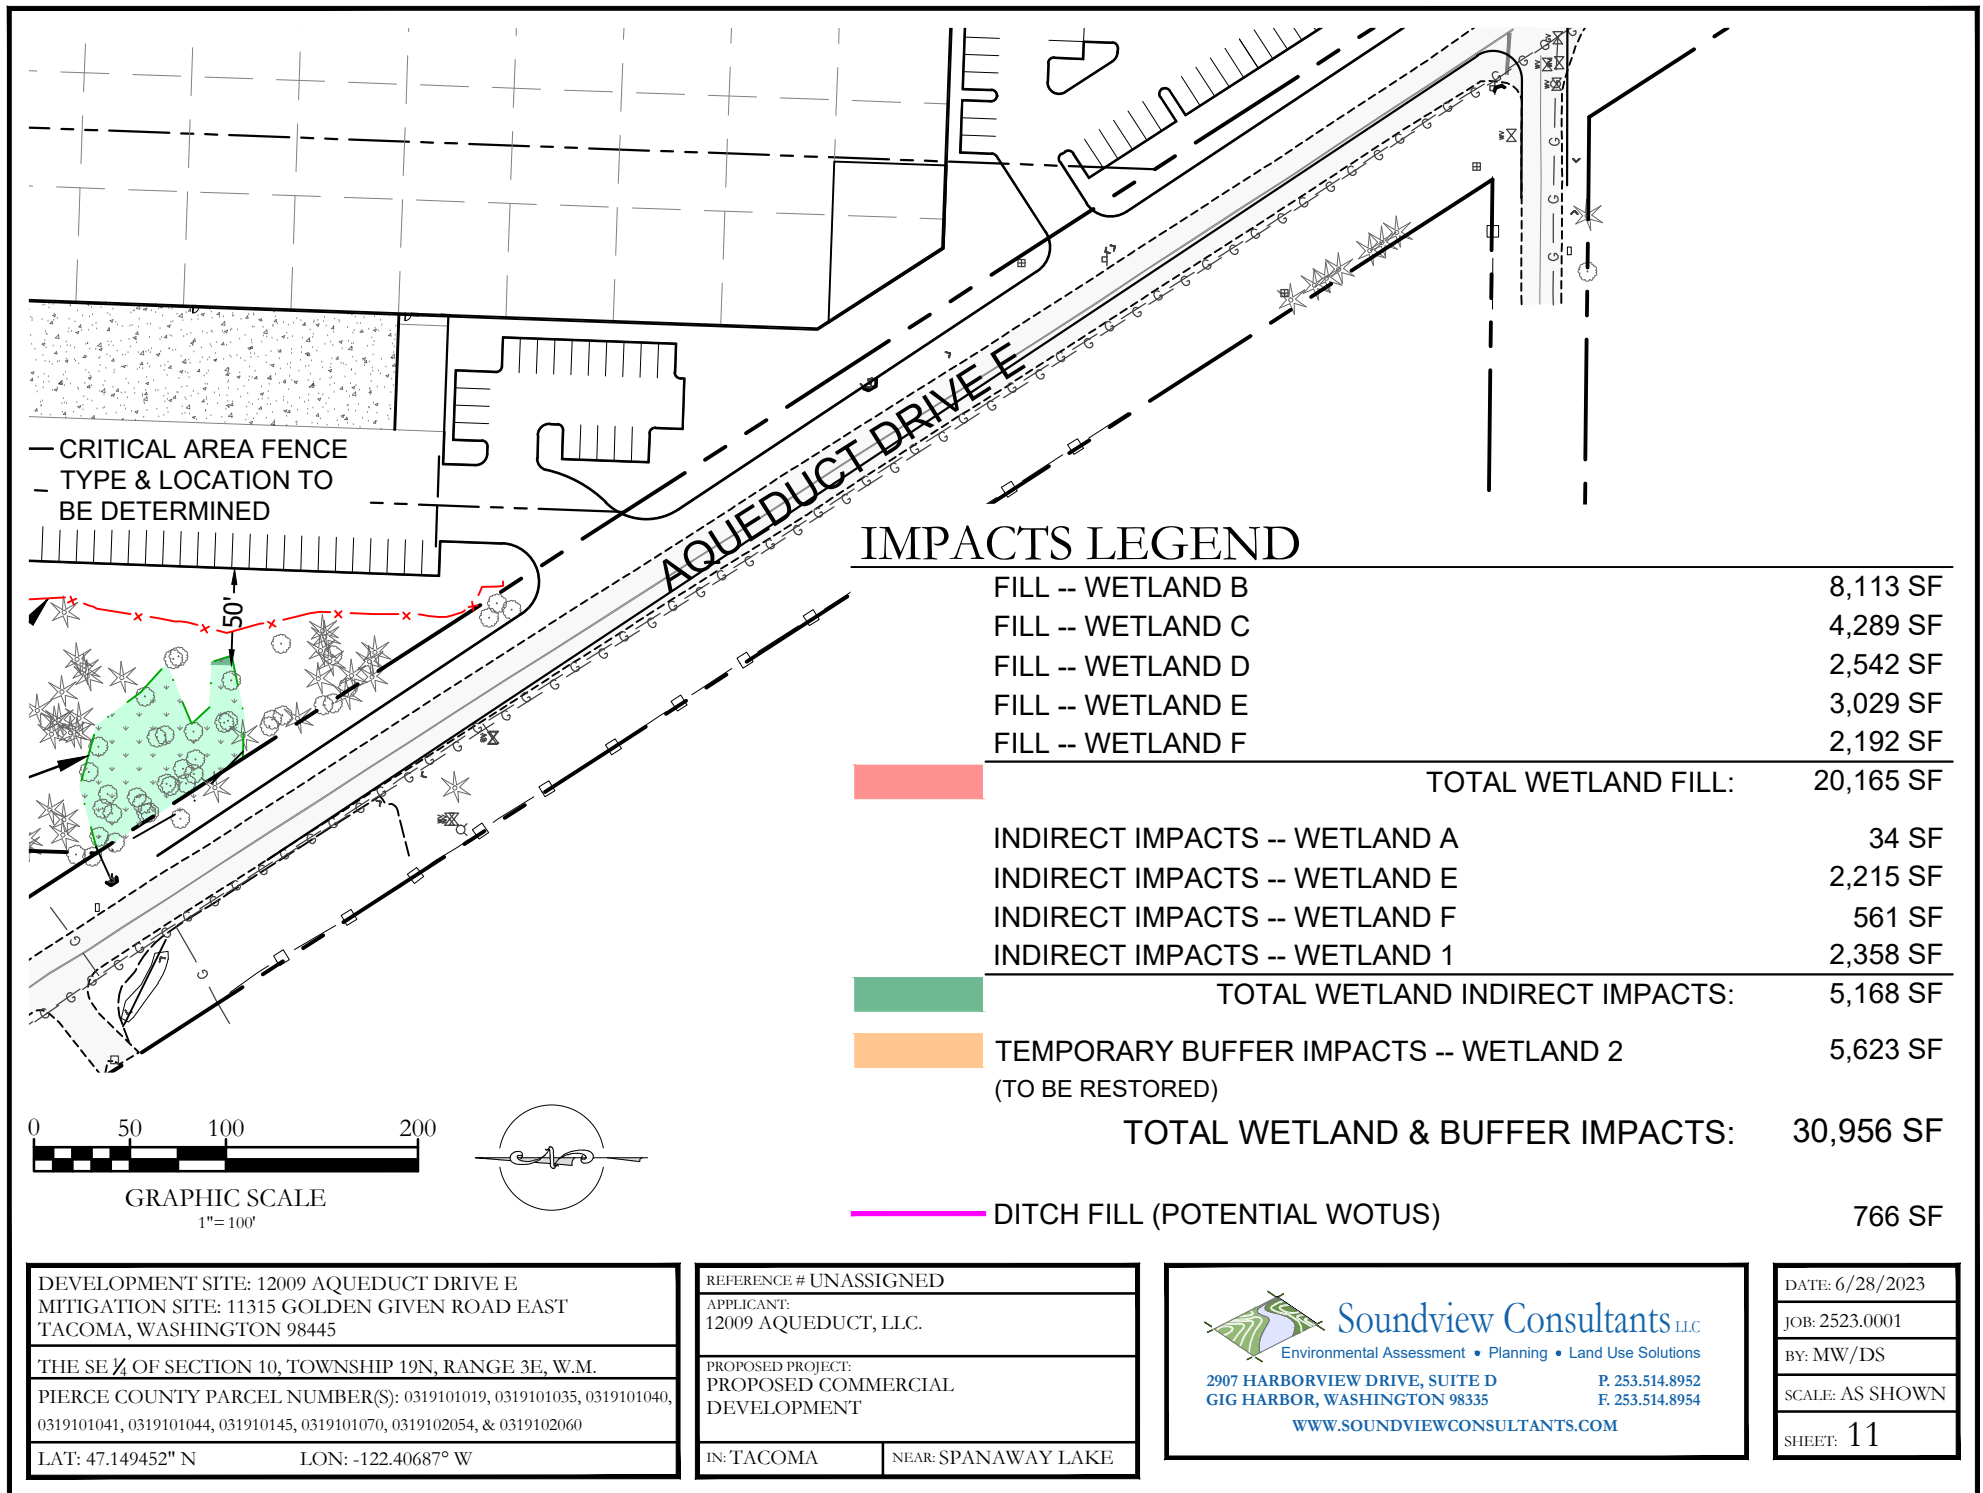 CRITICAL AREA FENCE
TYPE & LOCATION TO
BE DETERMINED
50'
AQUEDUCT DRIVE E
IMPACTS LEGEND
FILL -- WETLAND B 8,113 SF
FILL -- WETLAND C 4,289 SF
FILL -- WETLAND D 2,542 SF
FILL -- WETLAND E 3,029 SF
FILL -- WETLAND F 2,192 SF
TOTAL WETLAND FILL: 20,165 SF
INDIRECT IMPACTS -- WETLAND A 34 SF
INDIRECT IMPACTS -- WETLAND E 2,215 SF
INDIRECT IMPACTS -- WETLAND F 561 SF
INDIRECT IMPACTS -- WETLAND 1 2,358 SF
TOTAL WETLAND INDIRECT IMPACTS: 5,168 SF
TEMPORARY BUFFER IMPACTS -- WETLAND 2 5,623 SF
(TO BE RESTORED)
TOTAL WETLAND & BUFFER IMPACTS: 30,956 SF
DITCH FILL (POTENTIAL WOTUS) 766 SF
0 50 100 200
GRAPHIC SCALE
1"= 100'
N
DEVELOPMENT SITE: 12009 AQUEDUCT DRIVE E
MITIGATION SITE: 11315 GOLDEN GIVEN ROAD EAST
TACOMA, WASHINGTON 98445
THE SE ¼ OF SECTION 10, TOWNSHIP 19N, RANGE 3E, W.M.
PIERCE COUNTY PARCEL NUMBER(S): 0319101019, 0319101035, 0319101040,
0319101041, 0319101044, 031910145, 0319101070, 0319102054, & 0319102060
LAT: 47.149452" N LON: -122.40687° W
REFERENCE # UNASSIGNED
APPLICANT:
12009 AQUEDUCT, LLC.
PROPOSED PROJECT:
PROPOSED COMMERCIAL
DEVELOPMENT
IN: TACOMA NEAR: SPANAWAY LAKE
Soundview Consultants LLC
Environmental Assessment • Planning • Land Use Solutions
2907 HARBORVIEW DRIVE, SUITE D P. 253.514.8952
GIG HARBOR, WASHINGTON 98335 F. 253.514.8954
WWW.SOUNDVIEWCONSULTANTS.COM
DATE: 6/28/2023
JOB: 2523.0001
BY: MW/DS
SCALE: AS SHOWN
SHEET: 11